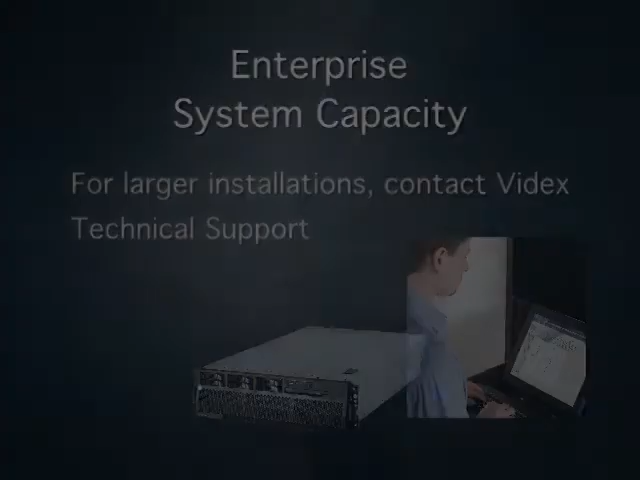 Enterprise
System Capacity
For larger installations, contact Videx
Technical Support